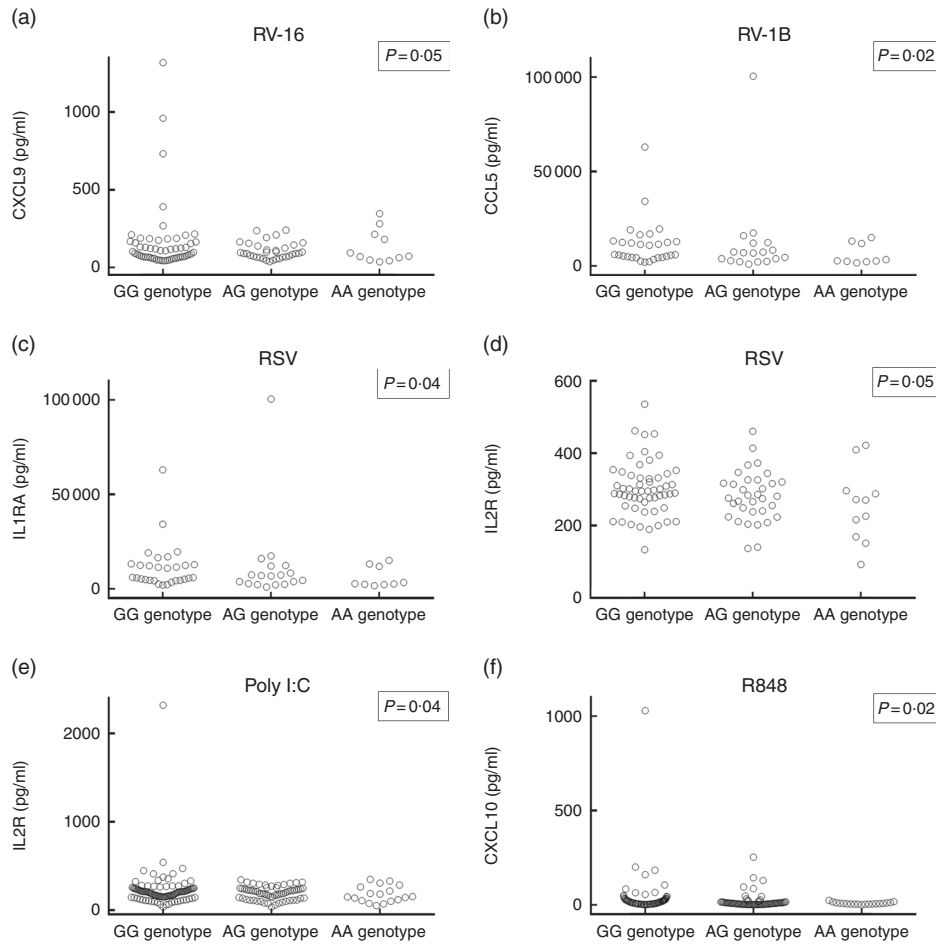 (a)
RV-16
P=0·05
CXCL9 (pg/ml)
1000
500
0
GG genotype AG genotype AA genotype
(b)
RV-1B
P=0·02
CCL5 (pg/ml)
100 000
50 000
0
GG genotype AG genotype AA genotype
(c)
RSV
P=0·04
IL1RA (pg/ml)
100 000
50 000
0
GG genotype AG genotype AA genotype
(d)
RSV
P=0·05
IL2R (pg/ml)
600
400
200
0
GG genotype AG genotype AA genotype
(e)
Poly I:C
P=0·04
IL2R (pg/ml)
2000
1000
0
GG genotype AG genotype AA genotype
(f)
R848
P=0·02
CXCL10 (pg/ml)
1000
500
0
GG genotype AG genotype AA genotype